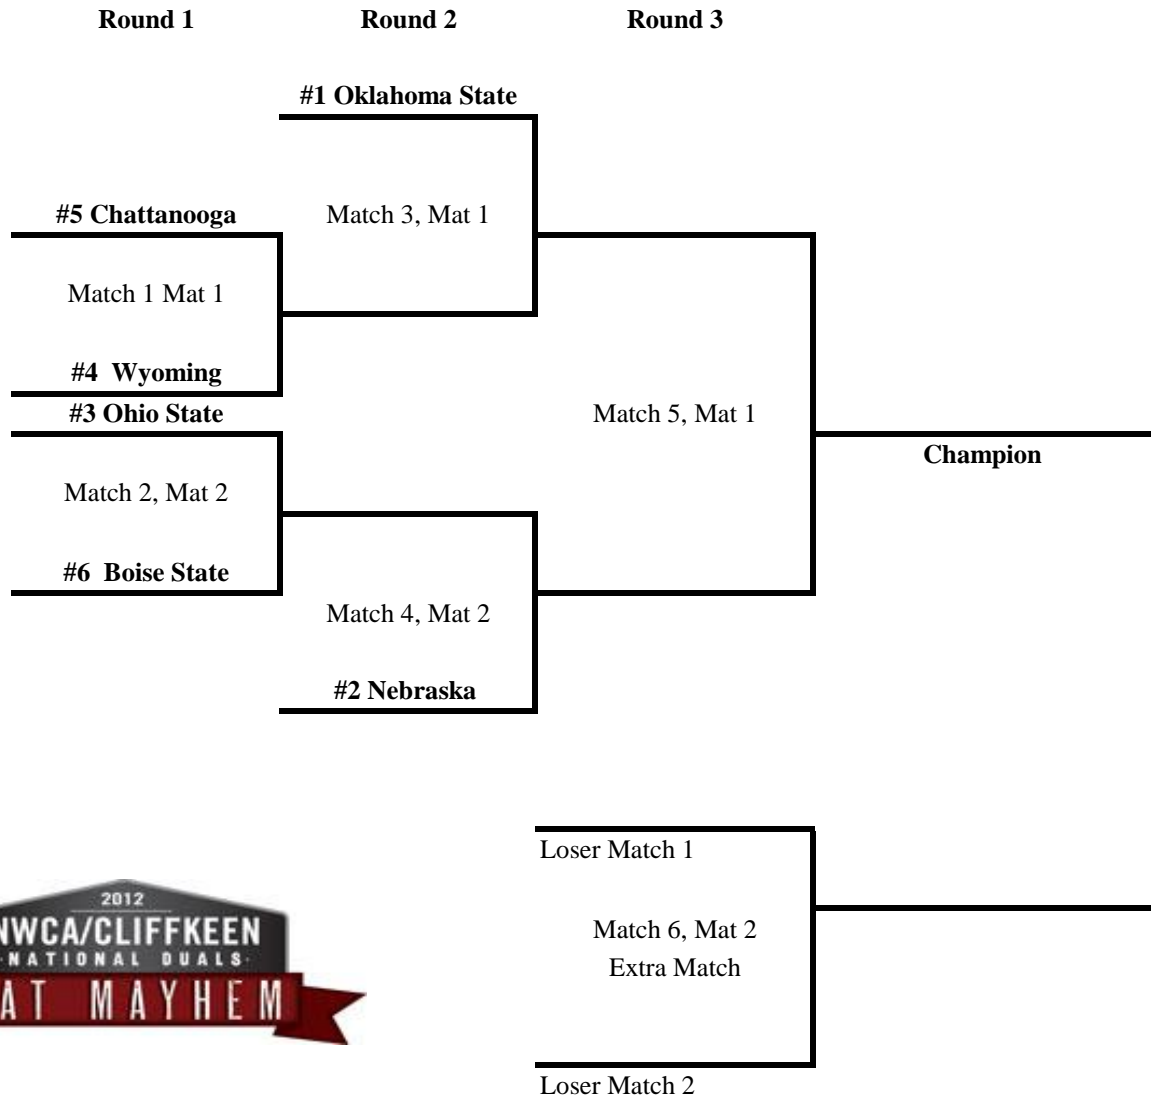 Round 1 Round 2 Round 3
#1 Oklahoma State
#5 Chattanooga Match 3, Mat 1
Match 1 Mat 1
#4  Wyoming
#3 Ohio State Match 5, Mat 1
Champion
Match 2, Mat 2
#6  Boise State
Match 4, Mat 2
#2 Nebraska
Loser Match 1
2012
NWCA/CLIFFKEEN
·NATIONAL DUALS·
AT MAYHEM
Match 6, Mat 2
Extra Match
Loser Match 2